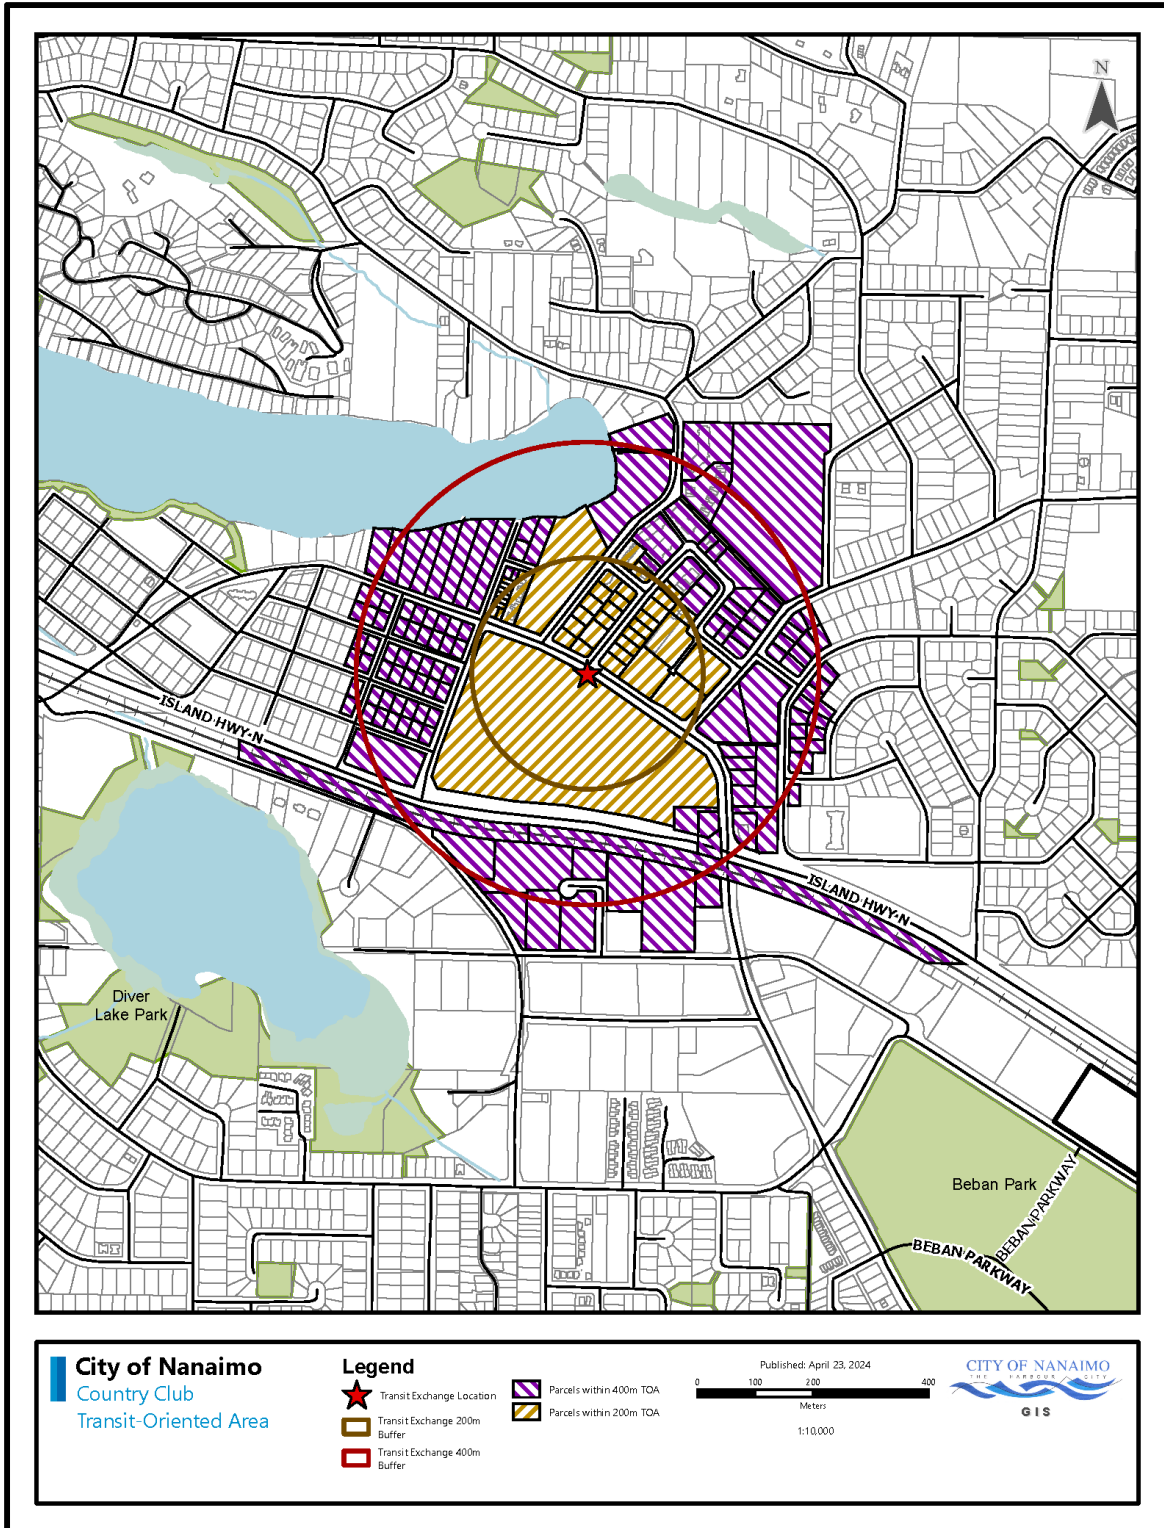 N
ISLAND HWY-N
ISLAND HWY-N
Diver
Lake Park
Beban Park
BEBAN PARKWAY
BEBAN PARKWAY
City of Nanaimo
Country Club
Transit-Oriented Area
Legend
Transit Exchange Location
Transit Exchange 200m
Buffer
Transit Exchange 400m
Buffer
Parcels within 400m TOA
Parcels within 200m TOA
Published: April 23, 2024
0 100 200 400
Meters
1:10,000
CITY OF NANAIMO
THE HARBOUR CITY
GIS